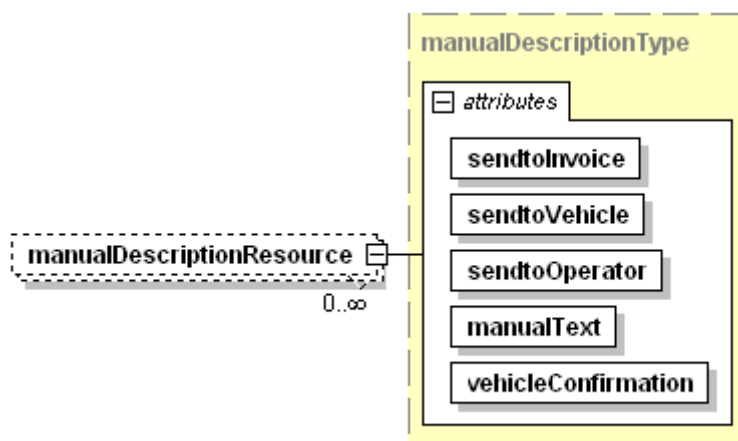 manualDescriptionType
attributes
sendtoInvoice
sendtoVehicle
manualDescriptionResource
sendtoOperator
0..∞
manualText
vehicleConfirmation